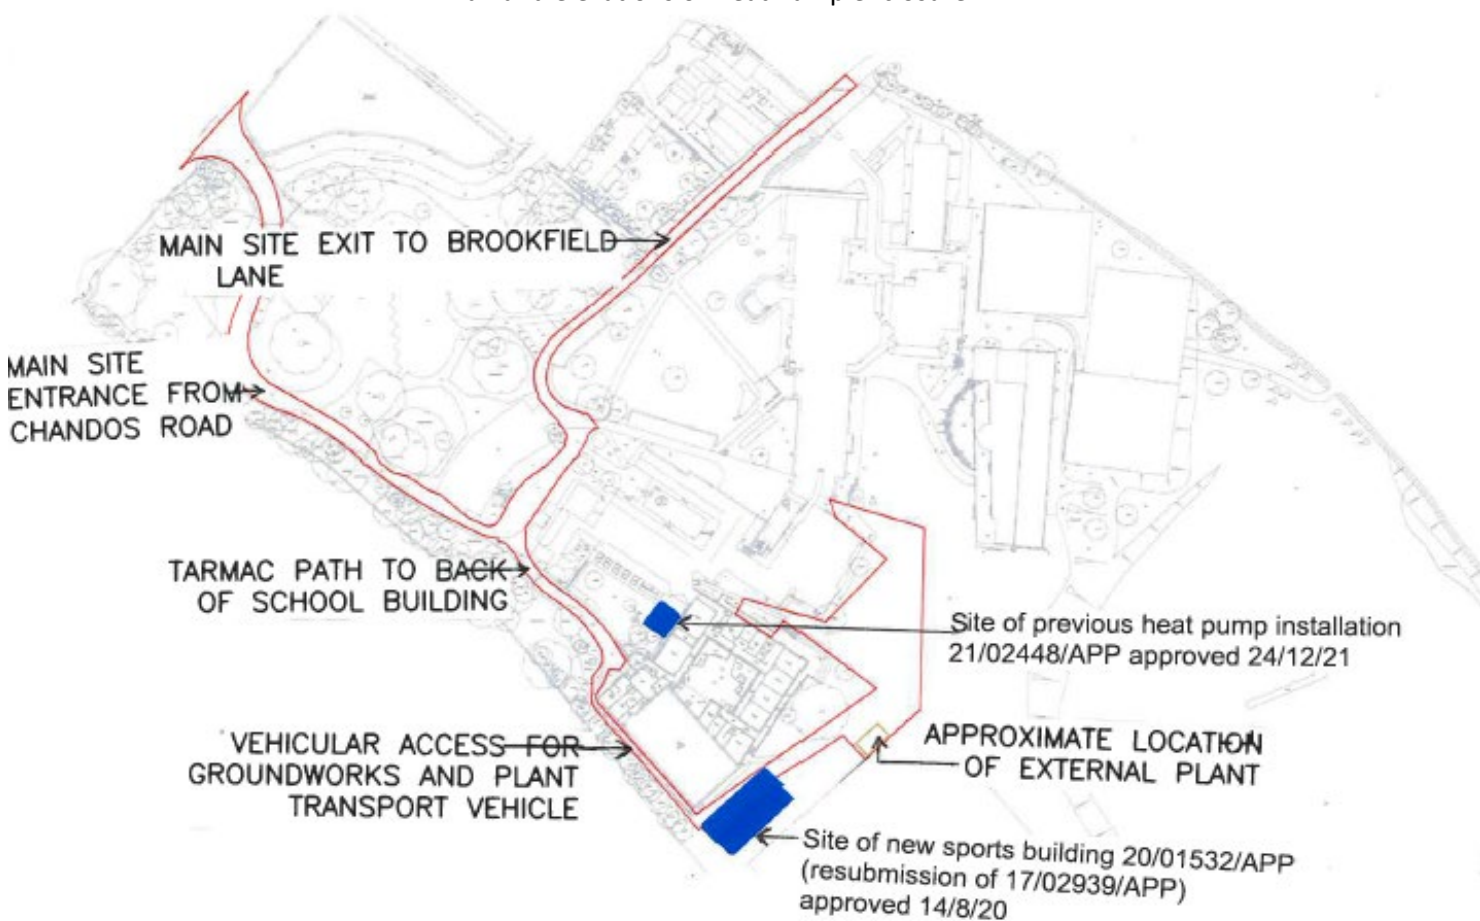 MAIN SITE EXIT TO BROOKFIELD
LANE
MAIN SITE
ENTRANCE FROM
CHANDOS ROAD
TARMAC PATH TO BACK
OF SCHOOL BUILDING
Site of previous heat pump installation
21/02448/APP approved 24/12/21
VEHICULAR ACCESS FOR
GROUNDWORKS AND PLANT
TRANSPORT VEHICLE
APPROXIMATE LOCATION
OF EXTERNAL PLANT
Site of new sports building 20/01532/APP
(resubmission of 17/02939/APP)
approved 14/8/20